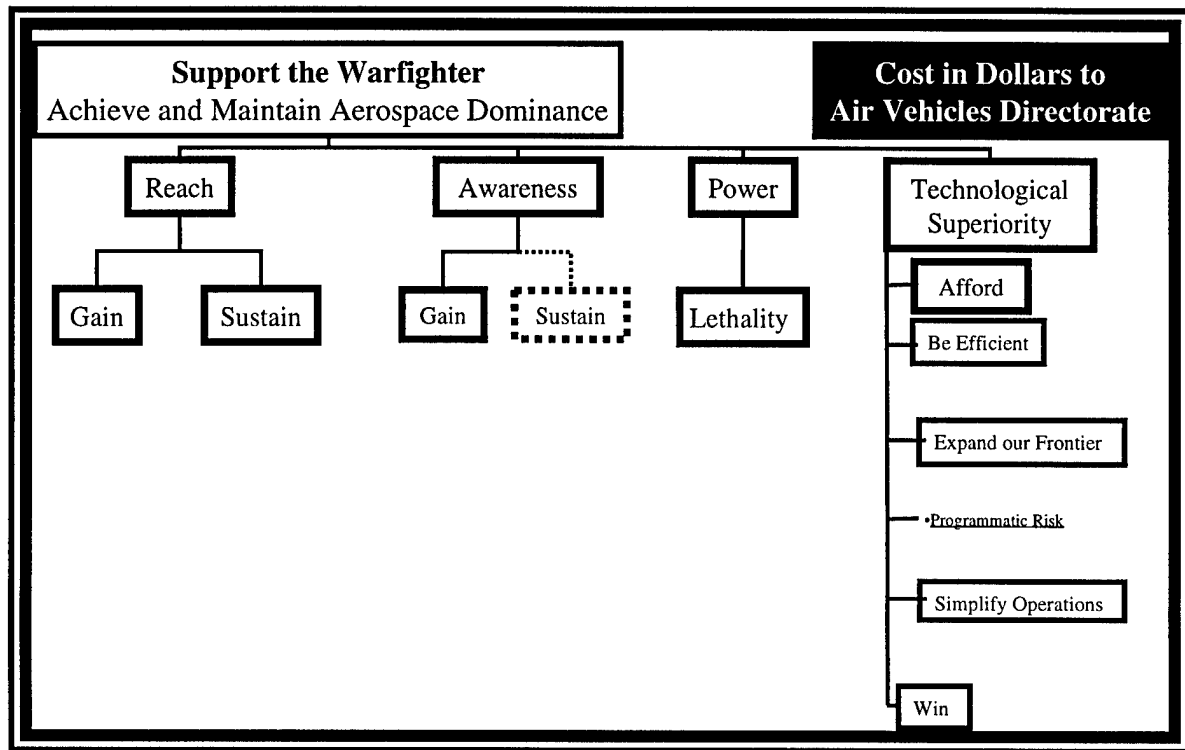 Support the Warfighter
Achieve and Maintain Aerospace Dominance
Cost in Dollars to
Air Vehicles Directorate
Reach
Awareness
Power
Technological
Superiority
Gain
Sustain
Gain
Sustain
Lethality
Afford
Be Efficient
Expand our Frontier
•Programmatic Risk
Simplify Operations
Win